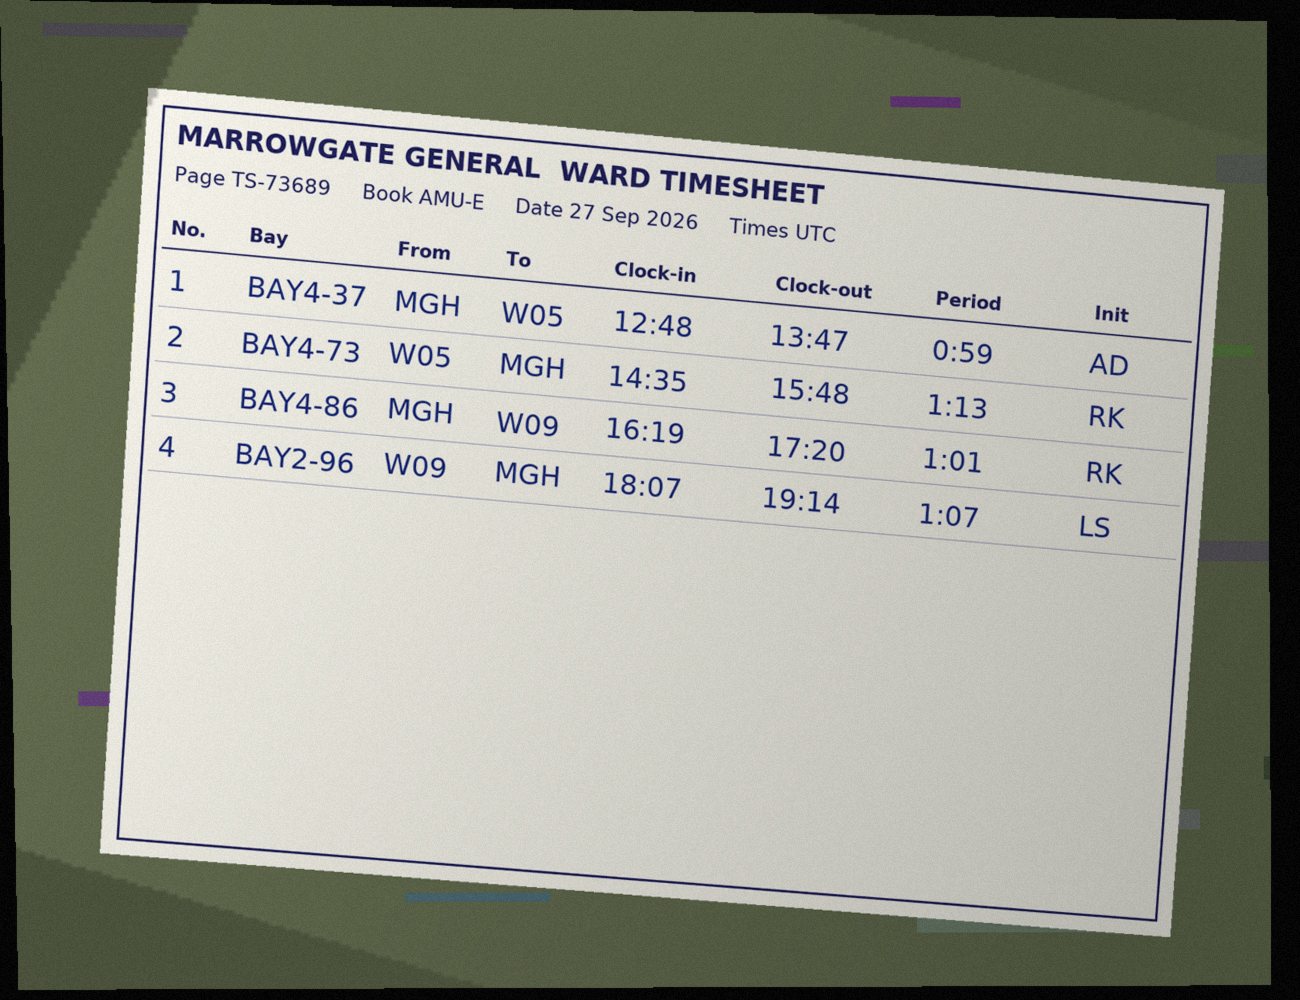 MARROWGATE GENERAL WARD TIMESHEET
Page TS-73689 Book AMU-E Date 27 Sep 2026 Times UTC
No. Bay From To Clock-in Clock-out Period Init
1 BAY4-37 MGH W05 12:48 13:47 0:59 AD
2 BAY4-73 W05 MGH 14:35 15:48 1:13 RK
3 BAY4-86 MGH W09 16:19 17:20 1:01 RK
4 BAY2-96 W09 MGH 18:07 19:14 1:07 LS